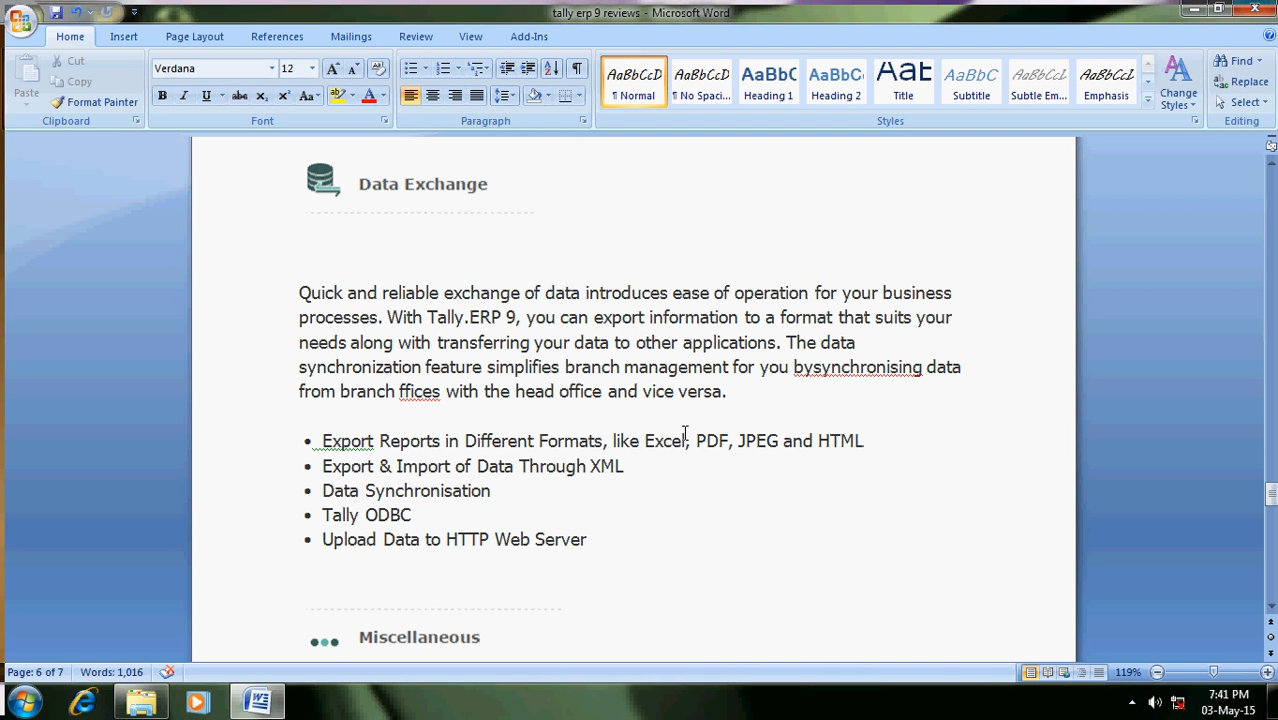 tally erp 9 reviews - Microsoft Word
Home Insert Page Layout References Mailings Review View Add-Ins
Paste Cut Copy Format Painter
Verdana 12
AaBbCcD AaBbCcD AaBbC AaBbCc AaB AaBbC AaBbCcD AaBbCcD
¶ Normal ¶ No Spaci... Heading 1 Heading 2 Title Subtitle Subtle Em... Emphasis
Change Styles
Find
Replace
Select
Clipboard Font Paragraph Styles Editing
Data Exchange
Quick and reliable exchange of data introduces ease of operation for your business
processes. With Tally.ERP 9, you can export information to a format that suits your
needs along with transferring your data to other applications. The data
synchronization feature simplifies branch management for you bysynchronising data
from branch ffices with the head office and vice versa.
• Export Reports in Different Formats, like Excel, PDF, JPEG and HTML
• Export & Import of Data Through XML
• Data Synchronisation
• Tally ODBC
• Upload Data to HTTP Web Server
Miscellaneous
Page: 6 of 7 Words: 1,016 119%
7:41 PM
03-May-15